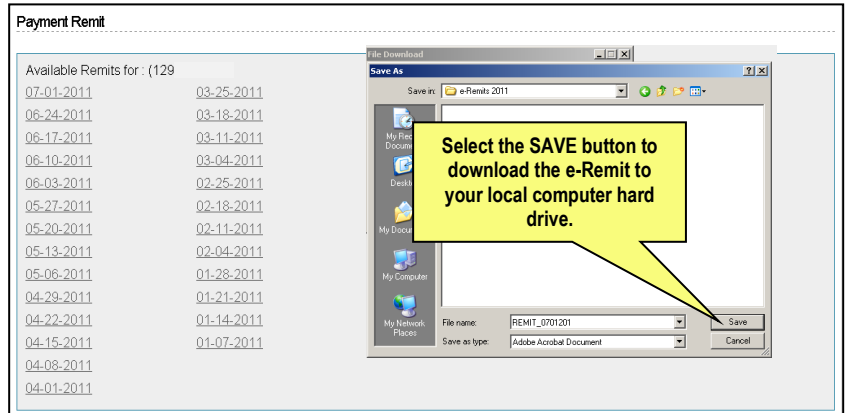 Payment Remit
Available Remits for : (129
07-01-2011 03-25-2011
06-24-2011 03-18-2011
06-17-2011 03-11-2011
06-10-2011 03-04-2011
06-03-2011 02-25-2011
05-27-2011 02-18-2011
05-20-2011 02-11-2011
05-13-2011 02-04-2011
05-06-2011 01-28-2011
04-29-2011 01-21-2011
04-22-2011 01-14-2011
04-15-2011 01-07-2011
04-08-2011
04-01-2011
File Download
Save As
Save in: e-Remits 2011
My Rec
Docum
Deskt
My Docu
My Computer
My Network
Places
Select the SAVE button to
download the e-Remit to
your local computer hard
drive.
File name: REMIT_0701201 Save
Save as type: Adobe Acrobat Document Cancel